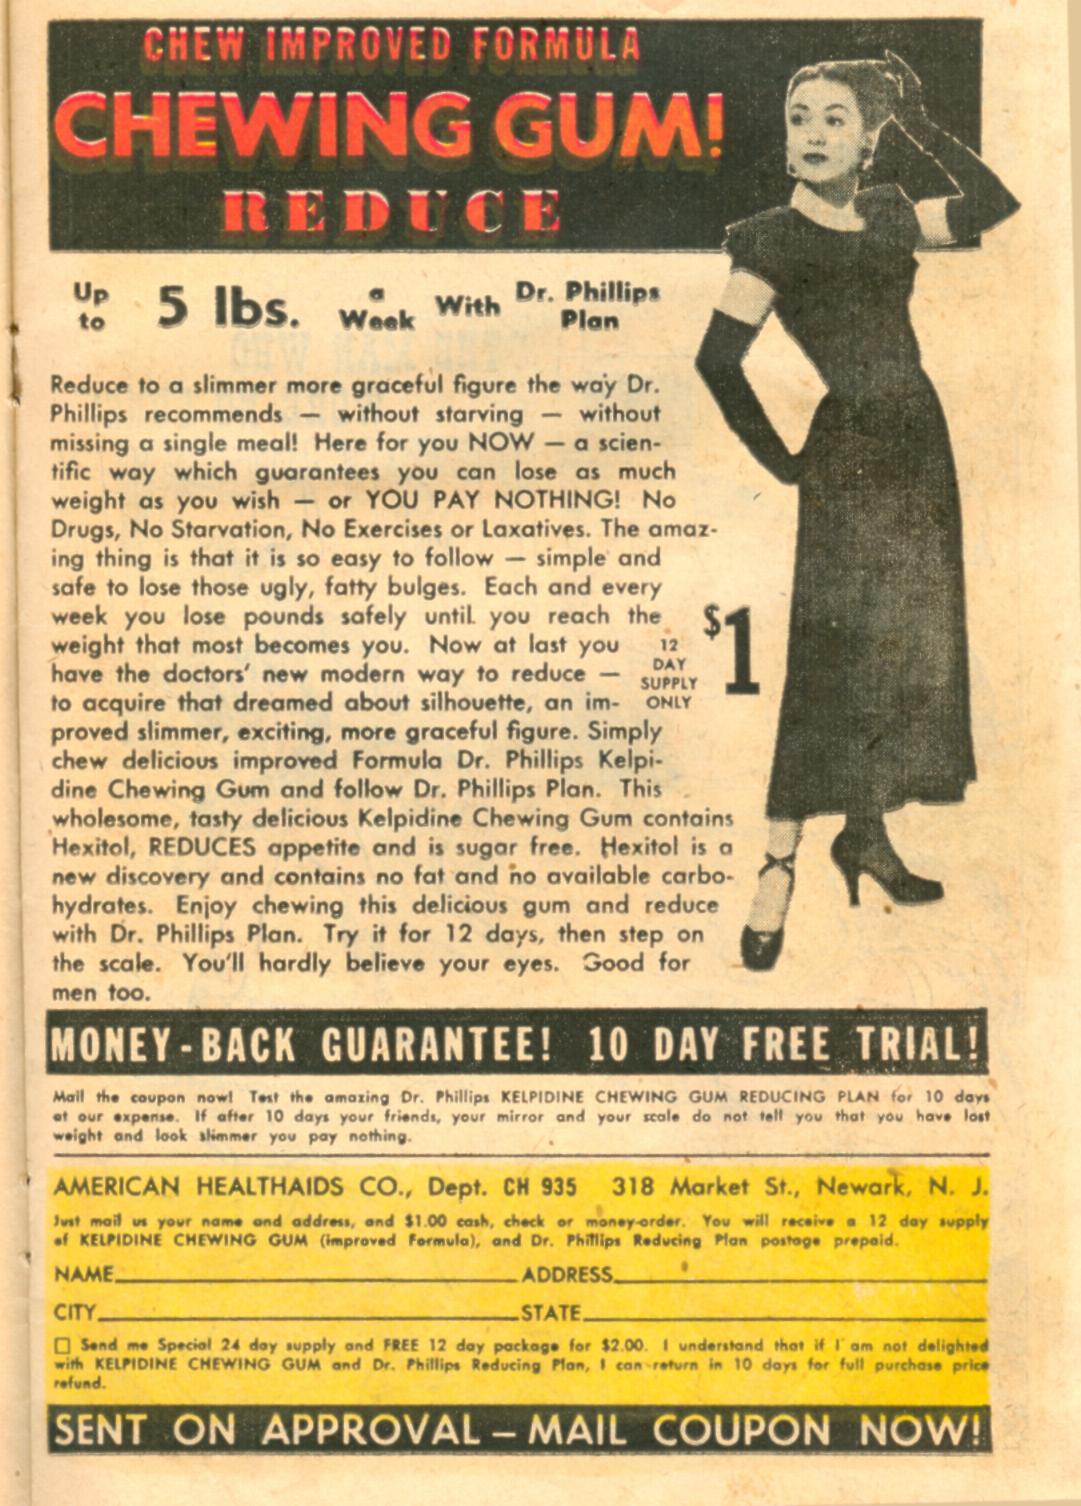 CHEW IMPROVED FORMULA
CHEWING GUM!
REDUCE
Up to 5 lbs. a Week With Dr. Phillips Plan
Reduce to a slimmer more graceful figure the way Dr.
Phillips recommends — without starving — without
missing a single meal! Here for you NOW — a scien-
tific way which guarantees you can lose as much
weight as you wish — or YOU PAY NOTHING! No
Drugs, No Starvation, No Exercises or Laxatives. The amaz-
ing thing is that it is so easy to follow — simple and
safe to lose those ugly, fatty bulges. Each and every
week you lose pounds safely until you reach the
weight that most becomes you. Now at last you
have the doctors' new modern way to reduce —
to acquire that dreamed about silhouette, an im-
proved slimmer, exciting, more graceful figure. Simply
chew delicious improved Formula Dr. Phillips Kelpi-
dine Chewing Gum and follow Dr. Phillips Plan. This
wholesome, tasty delicious Kelpidine Chewing Gum contains
Hexitol, REDUCES appetite and is sugar free. Hexitol is a
new discovery and contains no fat and no available carbo-
hydrates. Enjoy chewing this delicious gum and reduce
with Dr. Phillips Plan. Try it for 12 days, then step on
the scale. You'll hardly believe your eyes. Good for
men too.
12
DAY
SUPPLY
ONLY
$1
MONEY-BACK GUARANTEE! 10 DAY FREE TRIAL!
Mail the coupon now! Test the amazing Dr. Phillips KELPIDINE CHEWING GUM REDUCING PLAN for 10 days
at our expense. If after 10 days your friends, your mirror and your scale do not tell you that you have lost
weight and look slimmer you pay nothing.
AMERICAN HEALTHAIDS CO., Dept. CH 935 318 Market St., Newark, N. J.
Just mail us your name and address, and $1.00 cash, check or money-order. You will receive a 12 day supply
of KELPIDINE CHEWING GUM (improved Formula), and Dr. Phillips Reducing Plan postage prepaid.
NAME ADDRESS
CITY STATE
☐ Send me Special 24 day supply and FREE 12 day package for $2.00. I understand that if I am not delighted
with KELPIDINE CHEWING GUM and Dr. Phillips Reducing Plan, I can return in 10 days for full purchase price
refund.
SENT ON APPROVAL — MAIL COUPON NOW!